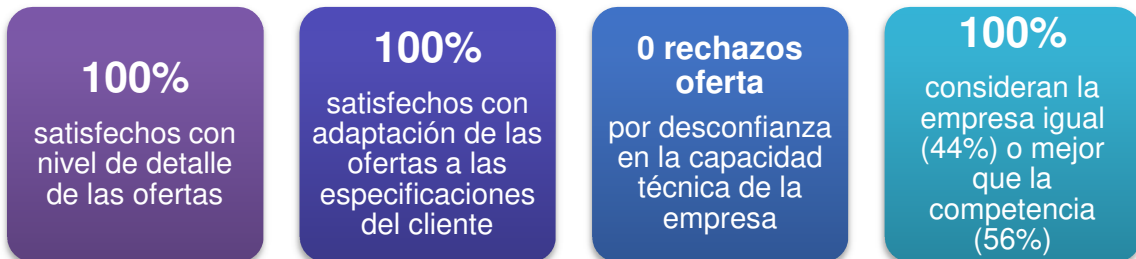 100%
satisfechos con
nivel de detalle
de las ofertas
100%
satisfechos con
adaptación de las
ofertas a las
especificaciones
del cliente
0 rechazos
oferta
por desconfianza
en la capacidad
técnica de la
empresa
100%
consideran la
empresa igual
(44%) o mejor
que la
competencia
(56%)